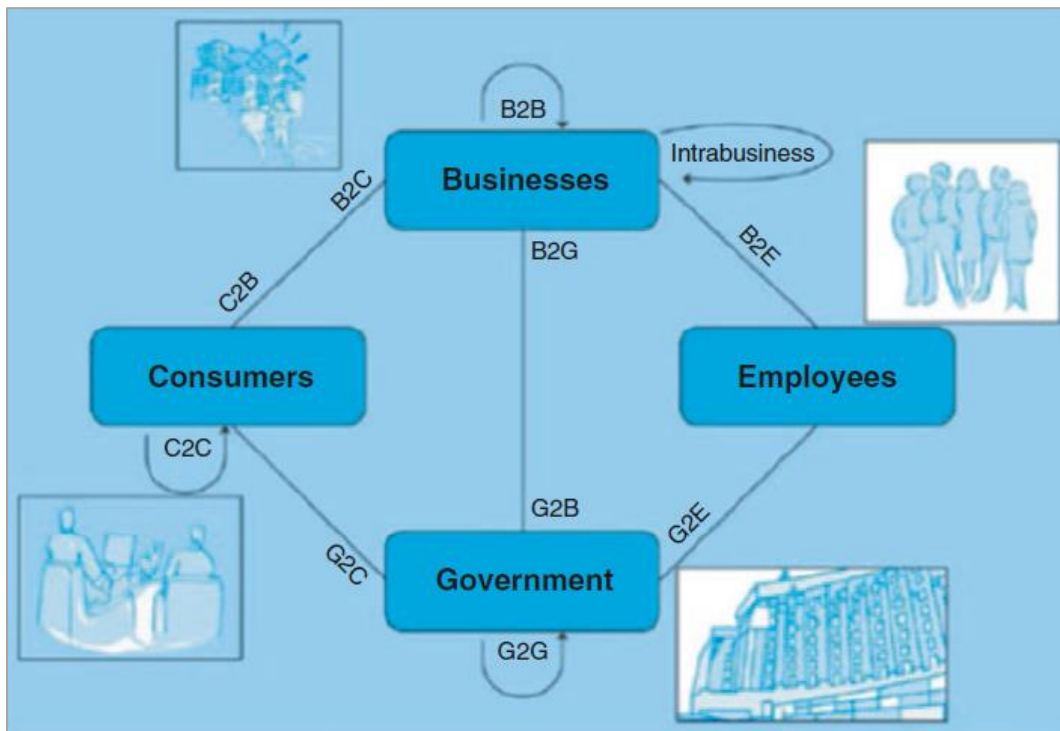 B2B
Businesses
Intrabusiness
B2C
B2G
B2E
C2B
Consumers
Employees
C2C
G2B
G2C
G2E
Government
G2G